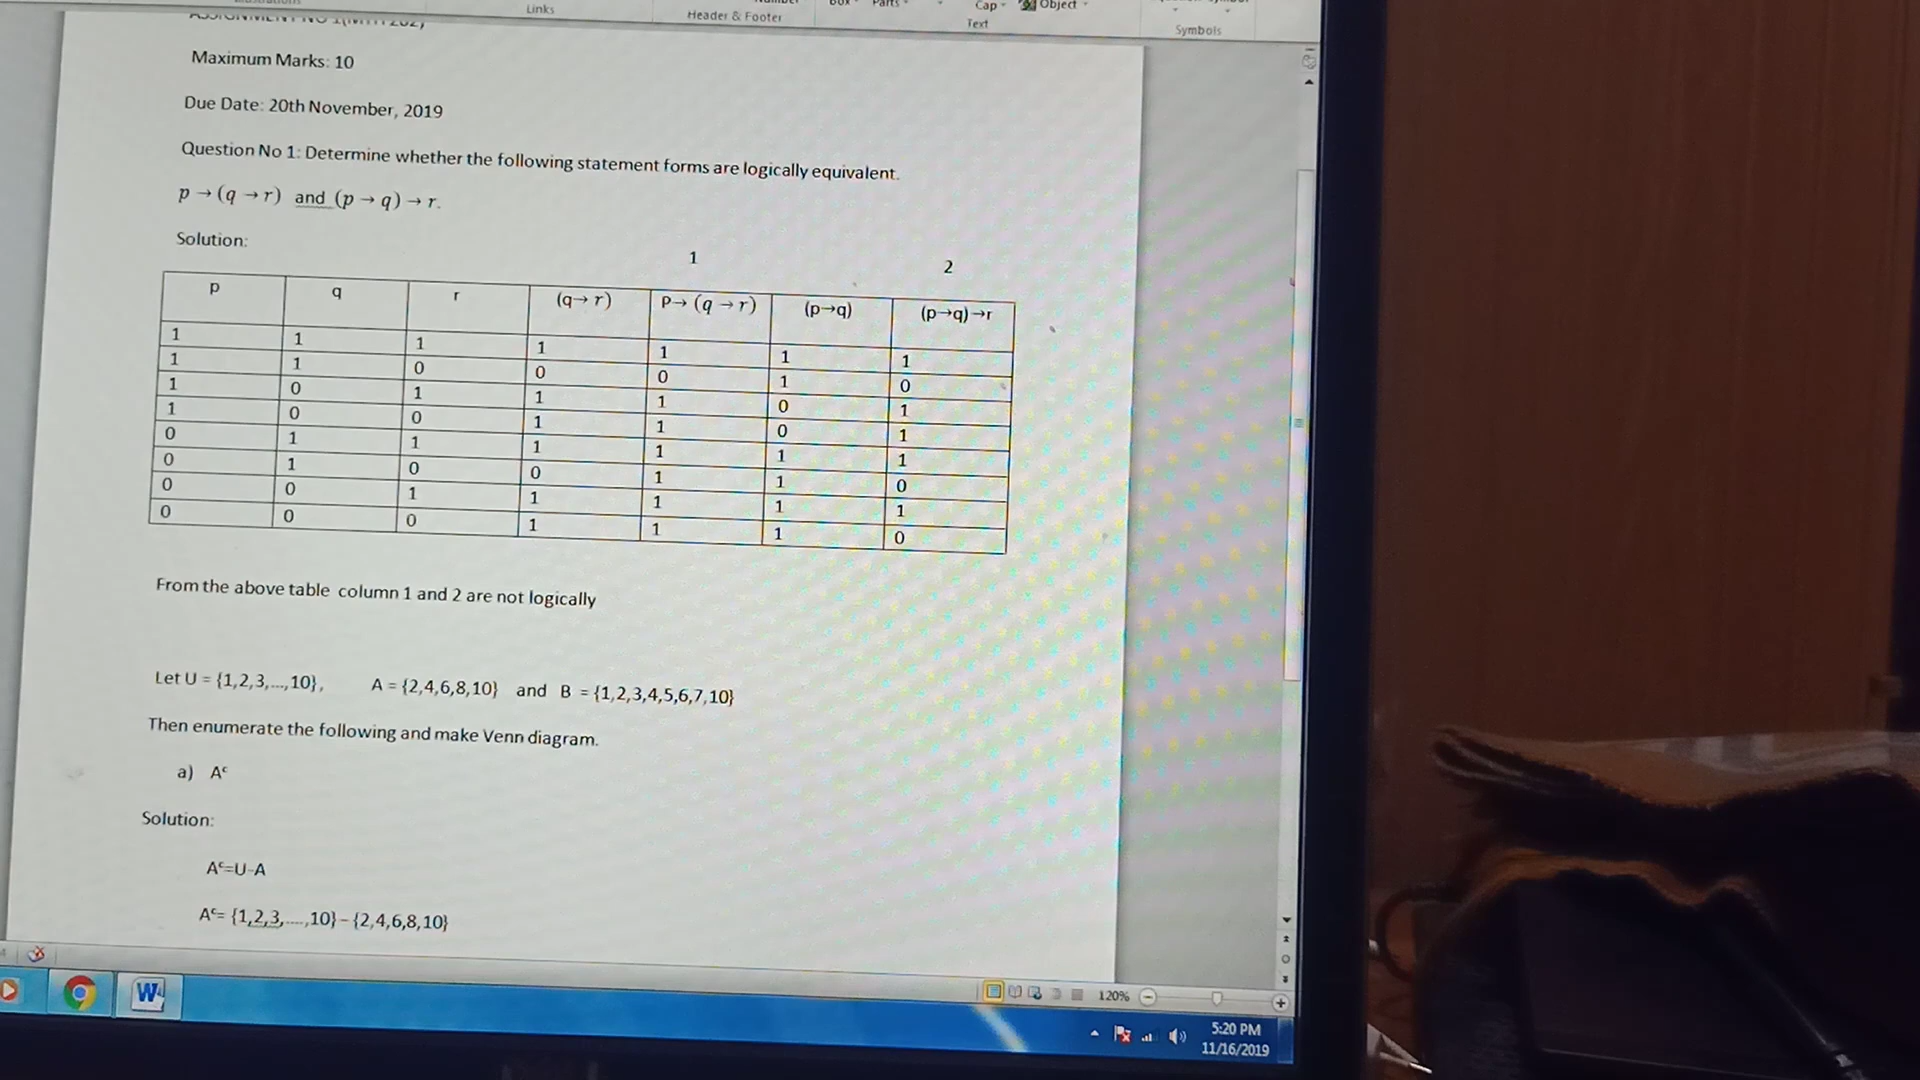 Links
Header & Footer
Parts
Cap
Object
Text
Symbols
Maximum Marks: 10
Due Date: 20th November, 2019
Question No 1: Determine whether the following statement forms are logically equivalent.
p → (q → r) and (p → q) → r.
Solution:
1 2
p q r (q→ r) P→ (q → r) (p→q) (p→q) →r
1 1 1 1 1 1 1
1 1 0 0 0 1 0
1 0 1 1 1 0 1
1 0 0 1 1 0 1
0 1 1 1 1 1 1
0 1 0 0 1 1 0
0 0 1 1 1 1 1
0 0 0 1 1 1 0
From the above table column 1 and 2 are not logically
Let U = {1,2,3,...,10}, A = {2,4,6,8,10} and B = {1,2,3,4,5,6,7,10}
Then enumerate the following and make Venn diagram.
a) Aᶜ
Solution:
Aᶜ=U-A
Aᶜ= {1,2,3,....,10} – {2,4,6,8,10}
120%
5:20 PM
11/16/2019